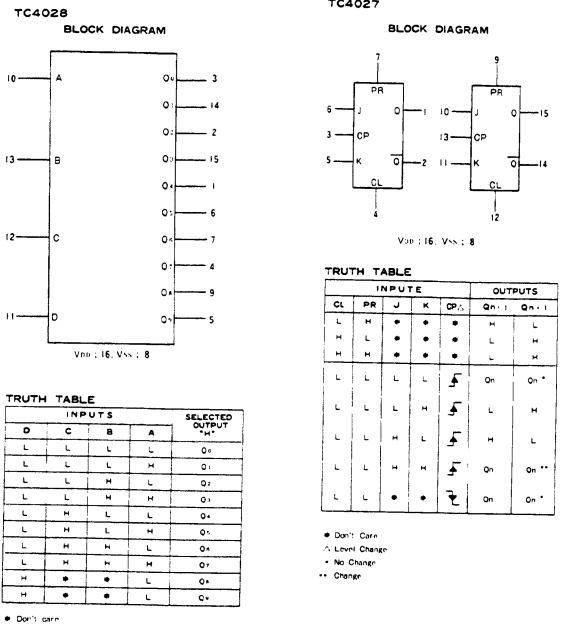 TC4028
BLOCK DIAGRAM
10 A Q0 3
Q1 14
Q2 2
13 B Q3 15
Q4 1
Q5 6
12 C Q6 7
Q7 4
Q8 9
11 D Q9 5
VDD ; 16, VSS ; 8
TRUTH TABLE
INPUTS SELECTED OUTPUT "H"
D C B A
L L L L Q0
L L L H Q1
L L H L Q2
L L H H Q3
L H L L Q4
L H L H Q5
L H H L Q6
L H H H Q7
H * * L Q8
H * * L Q9
* Don't care
TC4027
BLOCK DIAGRAM
7 9
PR PR
6 J Q 1 10 J Q 15
3 CP 13 CP
5 K Q 2 11 K Q 14
CL CL
4 12
VDD ; 16, VSS ; 8
TRUTH TABLE
INPUTE OUTPUTS
CL PR J K CP△ Qn+1 Qn+1
L H * * * H L
H L * * * L H
H H * * * L H
L L L L Qn Qn *
L L L H L H
L L H L H L
L L H H Qn Qn **
L L * * Qn Qn *
* Don't Care
△ Level Change
* No Change
** Change